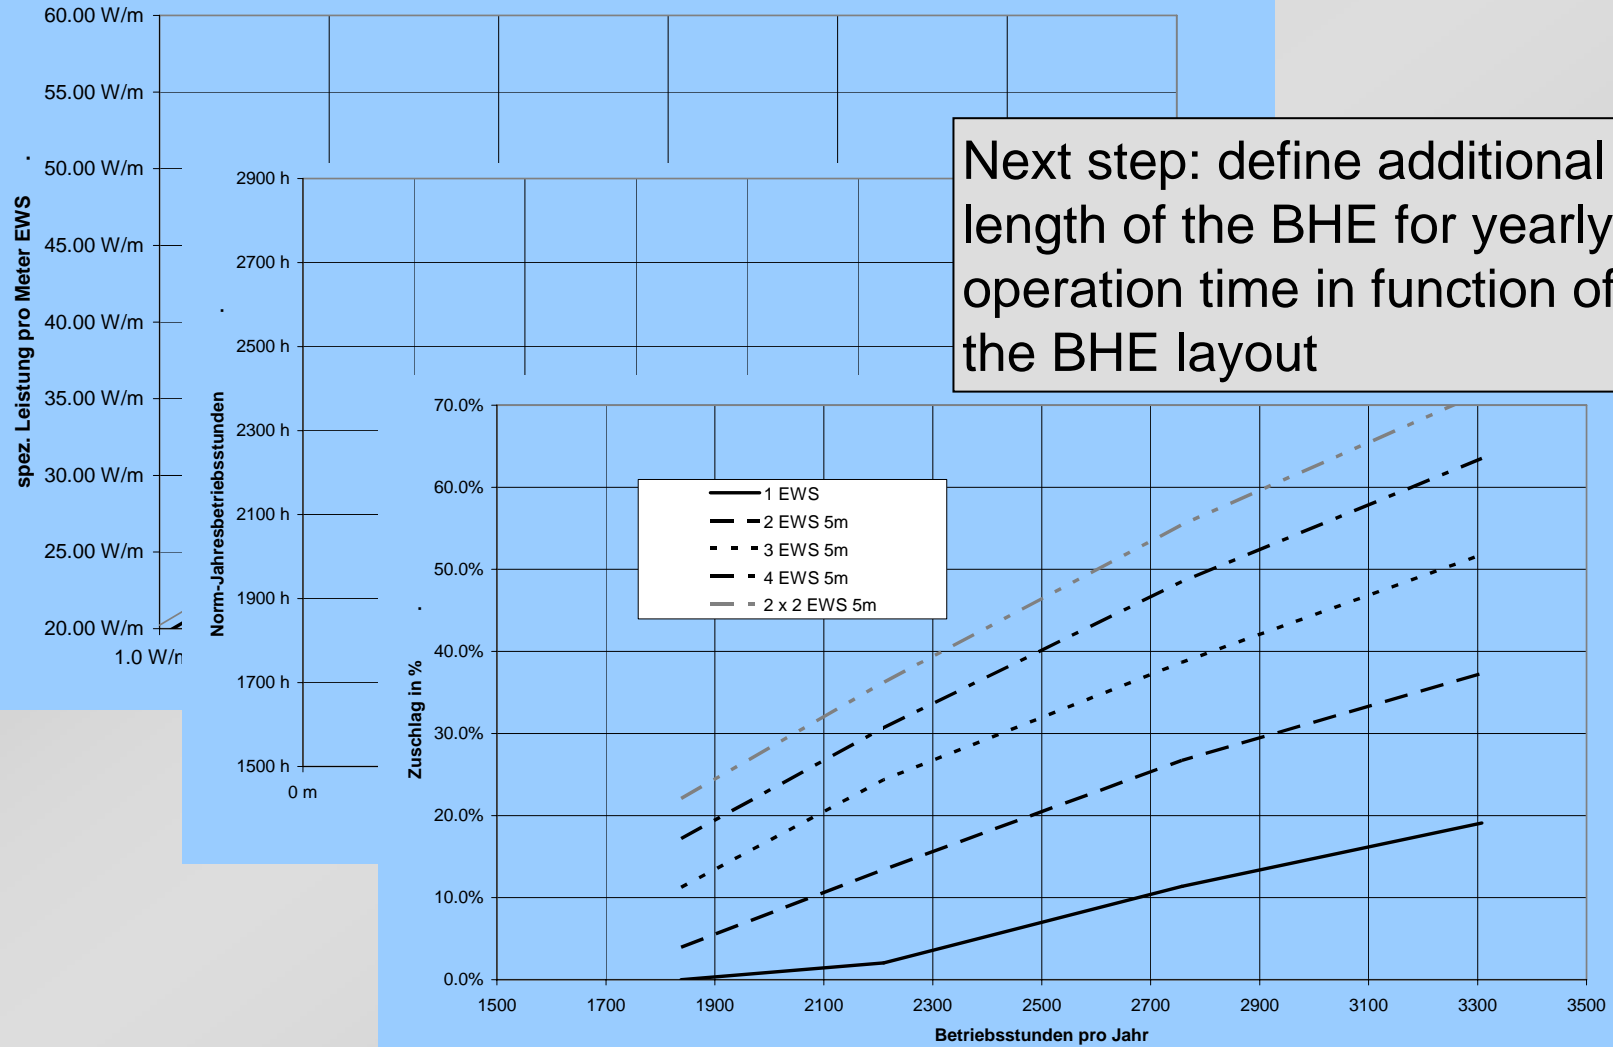 60.00 W/m
55.00 W/m
50.00 W/m
45.00 W/m
40.00 W/m
35.00 W/m
30.00 W/m
25.00 W/m
20.00 W/m
spez. Leistung pro Meter EWS
1.0 W/m
2900 h
2700 h
2500 h
2300 h
2100 h
1900 h
1700 h
1500 h
Norm-Jahresbetriebsstunden
0 m
Next step: define additional
length of the BHE for yearly
operation time in function of
the BHE layout
70.0%
60.0%
50.0%
40.0%
30.0%
20.0%
10.0%
0.0%
Zuschlag in %
1 EWS
2 EWS 5m
3 EWS 5m
4 EWS 5m
2 x 2 EWS 5m
1500 1700 1900 2100 2300 2500 2700 2900 3100 3300 3500
Betriebsstunden pro Jahr